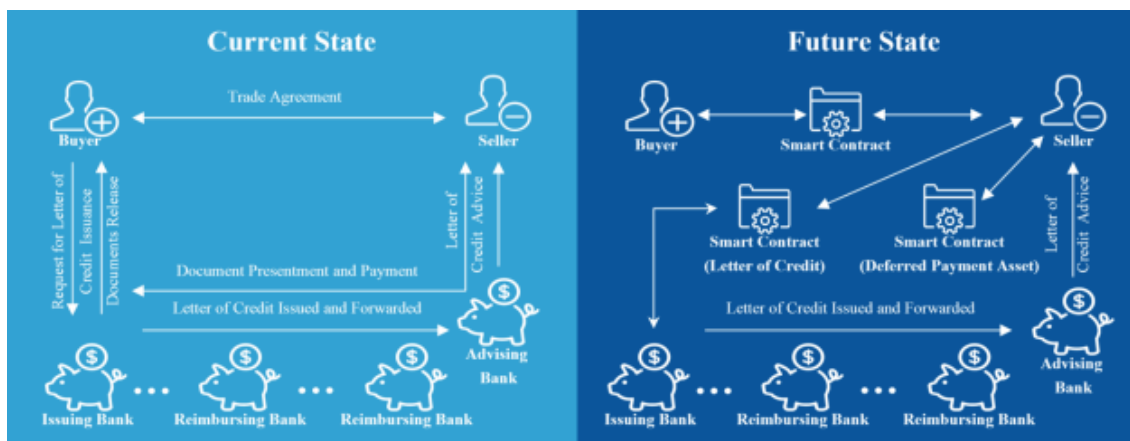 Current State
Trade Agreement
Buyer
Seller
Request for Letter of
Credit Issuance
Documents Release
Letter of
Credit Advice
Document Presentment and Payment
Letter of Credit Issued and Forwarded
$
$
$
$
Advising
Bank
Issuing Bank
Reimbursing Bank
Reimbursing Bank
Future State
Buyer
Smart Contract
Seller
Smart Contract
(Letter of Credit)
Smart Contract
(Deferred Payment Asset)
Letter of
Credit Advice
Letter of Credit Issued and Forwarded
$
$
$
$
Advising
Bank
Issuing Bank
Reimbursing Bank
Reimbursing Bank